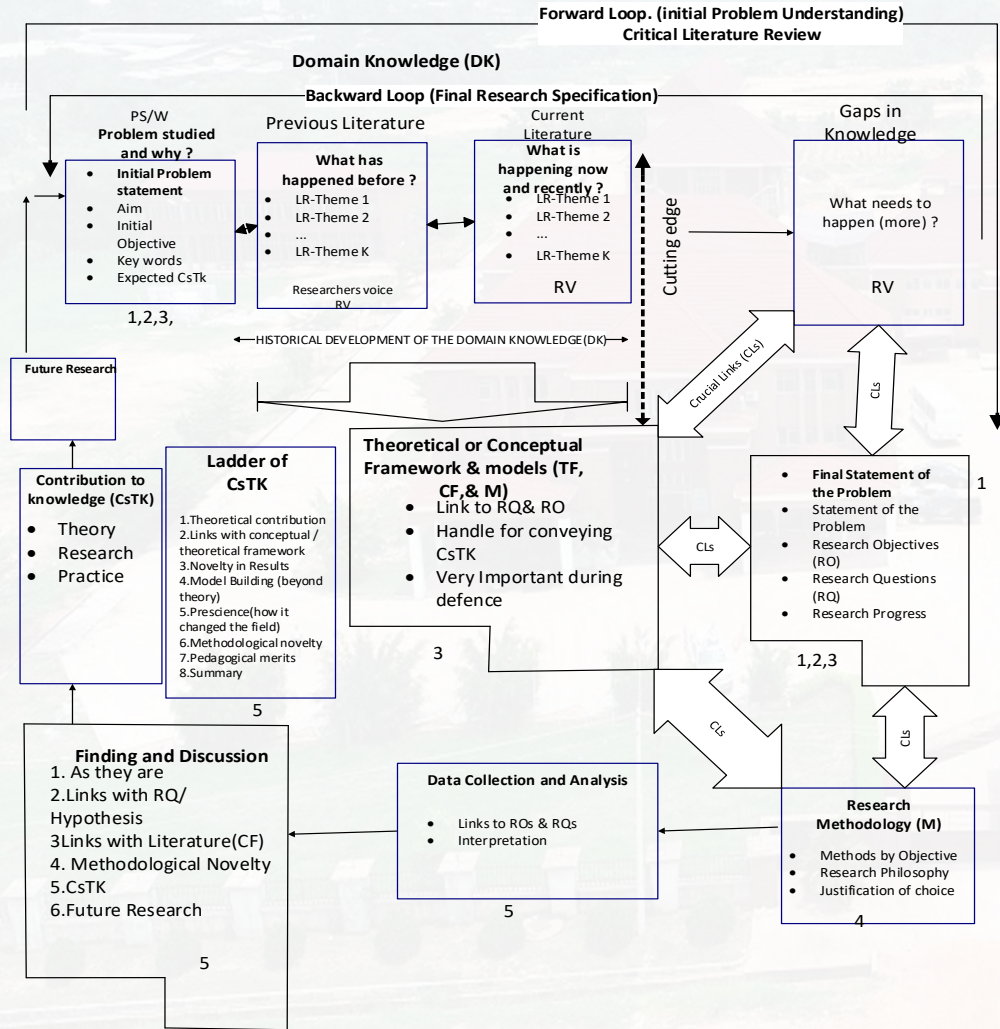 Forward Loop. (initial Problem Understanding)
Critical Literature Review
Domain Knowledge (DK)
Backward Loop (Final Research Specification)
PS/W
Problem studied
and why ?
• Initial Problem
statement
• Aim
• Initial
Objective
• Key words
• Expected CsTk
1,2,3,
Previous Literature
What has
happened before ?
• LR-Theme 1
• LR-Theme 2
• ...
• LR-Theme K
Researchers voice
RV
Current
Literature
What is
happening now
and recently ?
• LR-Theme 1
• LR-Theme 2
• ...
• LR-Theme K
RV
Cutting edge
Gaps in
Knowledge
What needs to
happen (more) ?
RV
HISTORICAL DEVELOPMENT OF THE DOMAIN KNOWLEDGE(DK)
Crucial Links (CLs)
CLs
Future Research
Contribution to
knowledge (CsTK)
• Theory
• Research
• Practice
Ladder of
CsTK
1.Theoretical contribution
2.Links with conceptual /
theoretical framework
3.Novelty in Results
4.Model Building (beyond
theory)
5.Prescience(how it
changed the field)
6.Methodological novelty
7.Pedagogical merits
8.Summary
5
Theoretical or Conceptual
Framework & models (TF,
CF,& M)
• Link to RQ& RO
• Handle for conveying
CsTK
• Very Important during
defence
3
CLs
• Final Statement of
the Problem
• Statement of the
Problem
• Research Objectives
(RO)
• Research Questions
(RQ)
• Research Progress
1
1,2,3
CLs
CLs
Finding and Discussion
1. As they are
2.Links with RQ/
Hypothesis
3Links with Literature(CF)
4. Methodological Novelty
5.CsTK
6.Future Research
5
Data Collection and Analysis
• Links to ROs & RQs
• Interpretation
5
Research
Methodology (M)
• Methods by Objective
• Research Philosophy
• Justification of choice
4